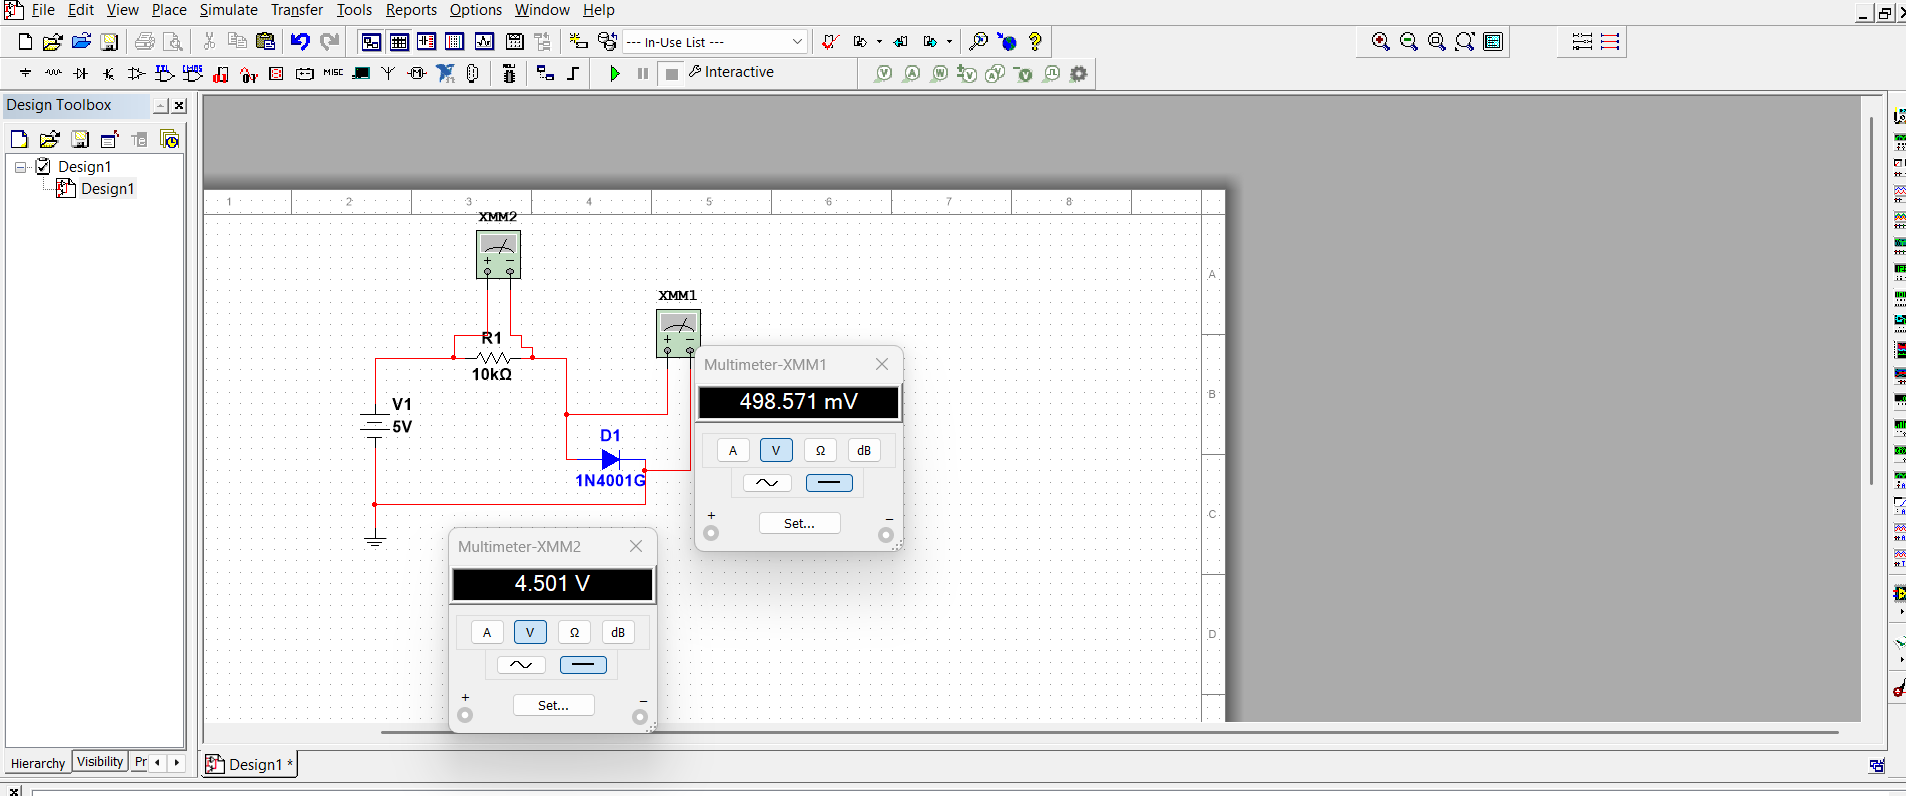 File Edit View Place Simulate Transfer Tools Reports Options Window Help
--- In-Use List ---
MISC Interactive
Design Toolbox
Design1
Design1
1 2 3 4 5 6 7 8
XMM2
A
+ −
XMM1
+ −
R1
10kΩ
Multimeter-XMM1
498.571 mV
B
V1
5V
D1
1N4001G
A V Ω dB
+ −
Set...
C
Multimeter-XMM2
4.501 V
A V Ω dB
D
+ −
Set...
Hierarchy Visibility Pr
Design1 *